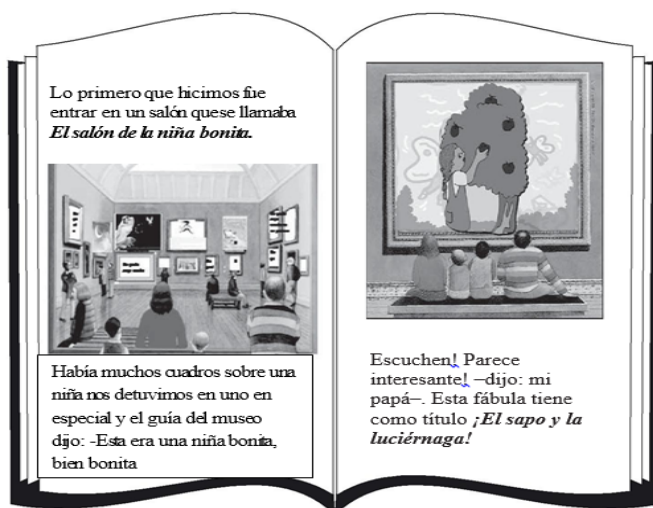 Lo primero que hicimos fue
entrar en un salón quese llamaba
El salón de la niña bonita.
Había muchos cuadros sobre una
niña nos detuvimos en uno en
especial y el guía del museo
dijo: -Esta era una niña bonita,
bien bonita
Escuchen! Parece
interesante! –dijo: mi
papá–. Esta fábula tiene
como título ¡El sapo y la
luciérnaga!